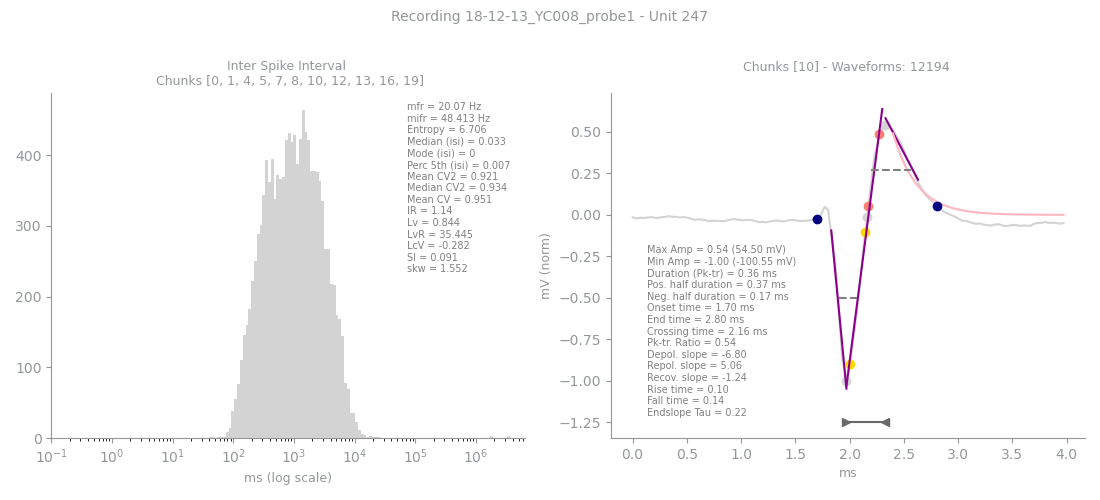 Recording 18-12-13_YC008_probe1 - Unit 247
Inter Spike Interval
Chunks [0, 1, 4, 5, 7, 8, 10, 12, 13, 16, 19]
mfr = 20.07 Hz
mifr = 48.413 Hz
Entropy = 6.706
Median (isi) = 0.033
Mode (isi) = 0
Perc 5th (isi) = 0.007
Mean CV2 = 0.921
Median CV2 = 0.934
Mean CV = 0.951
IR = 1.14
Lv = 0.844
LvR = 35.445
LcV = -0.282
SI = 0.091
skw = 1.552
400
300
200
100
0
10⁻¹ 10⁰ 10¹ 10² 10³ 10⁴ 10⁵ 10⁶
ms (log scale)
Chunks [10] - Waveforms: 12194
mV (norm)
0.50
0.25
0.00
−0.25
−0.50
−0.75
−1.00
−1.25
Max Amp = 0.54 (54.50 mV)
Min Amp = -1.00 (-100.55 mV)
Duration (Pk-tr) = 0.36 ms
Pos. half duration = 0.37 ms
Neg. half duration = 0.17 ms
Onset time = 1.70 ms
End time = 2.80 ms
Crossing time = 2.16 ms
Pk-tr. Ratio = 0.54
Depol. slope = -6.80
Repol. slope = 5.06
Recov. slope = -1.24
Rise time = 0.10
Fall time = 0.14
Endslope Tau = 0.22
0.0 0.5 1.0 1.5 2.0 2.5 3.0 3.5 4.0
ms